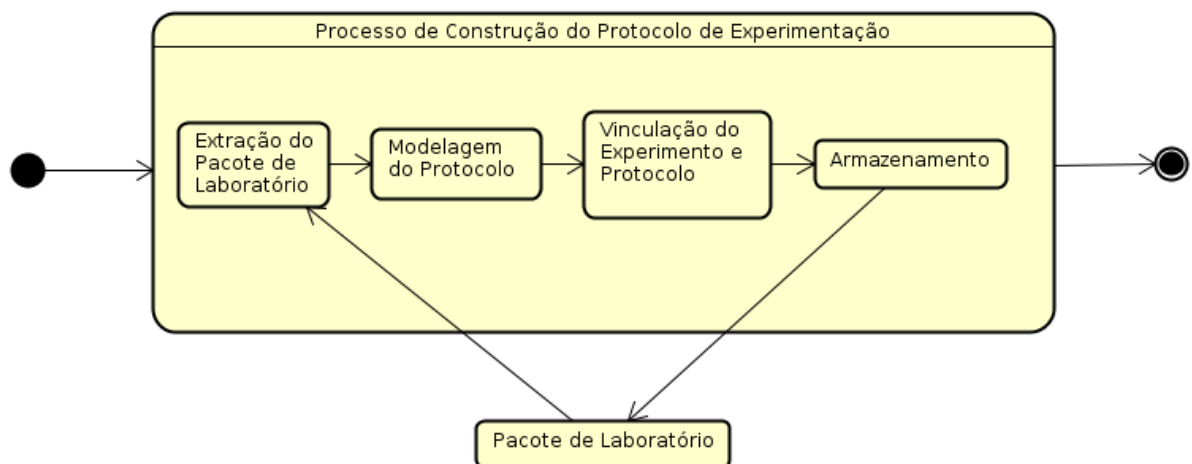 Processo de Construção do Protocolo de Experimentação
Extração do
Pacote de
Laboratório
Modelagem
do Protocolo
Vinculação do
Experimento e
Protocolo
Armazenamento
Pacote de Laboratório